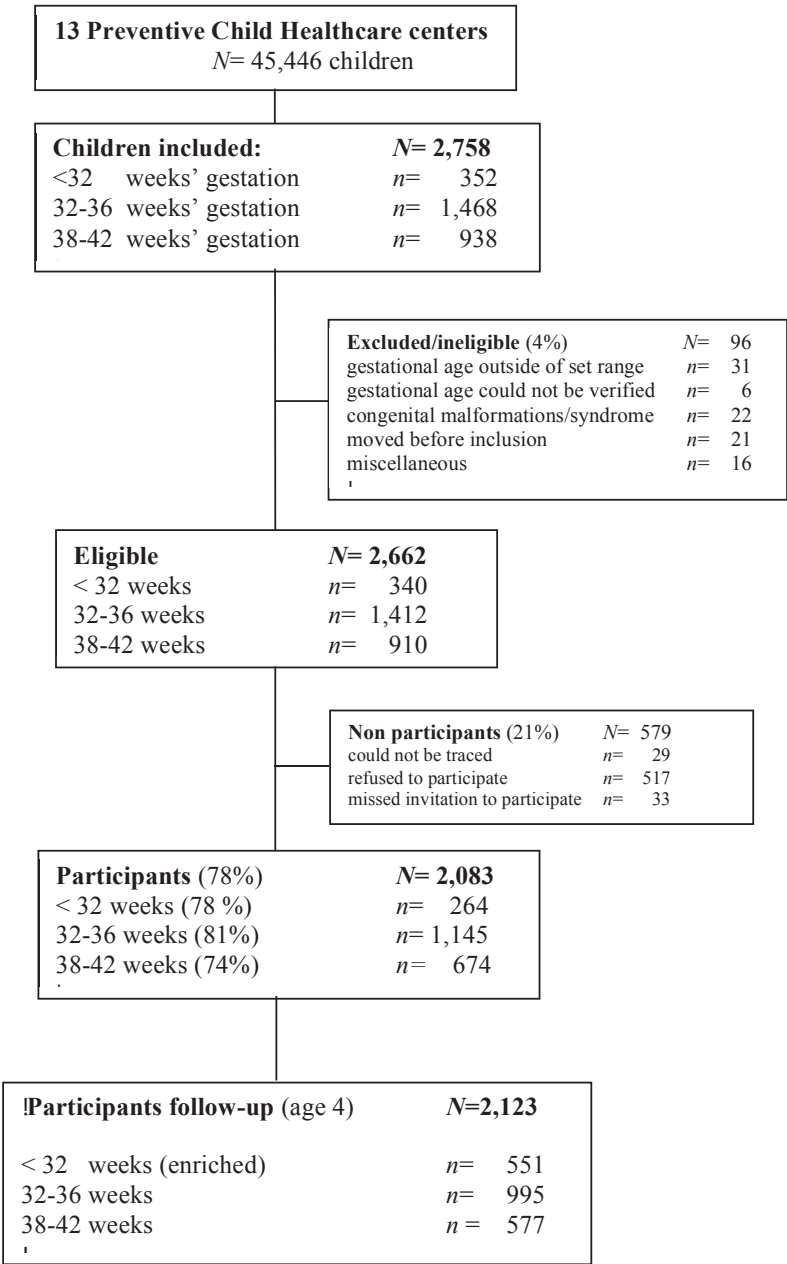 13 Preventive Child Healthcare centers
N= 45,446 children
Children included: N= 2,758
<32 weeks’ gestation n= 352
32-36 weeks’ gestation n= 1,468
38-42 weeks’ gestation n= 938
Excluded/ineligible (4%) N= 96
gestational age outside of set range n= 31
gestational age could not be verified n= 6
congenital malformations/syndrome n= 22
moved before inclusion n= 21
miscellaneous n= 16
Eligible N= 2,662
< 32 weeks n= 340
32-36 weeks n= 1,412
38-42 weeks n= 910
Non participants (21%) N= 579
could not be traced n= 29
refused to participate n= 517
missed invitation to participate n= 33
Participants (78%) N= 2,083
< 32 weeks (78 %) n= 264
32-36 weeks (81%) n= 1,145
38-42 weeks (74%) n= 674
Participants follow-up (age 4) N=2,123
< 32 weeks (enriched) n= 551
32-36 weeks n= 995
38-42 weeks n = 577